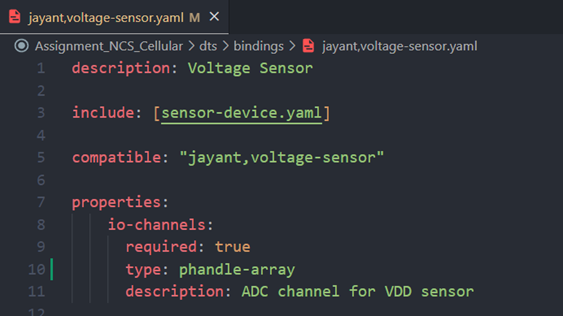 jayant,voltage-sensor.yaml M ×
Assignment_NCS_Cellular > dts > bindings > jayant,voltage-sensor.yaml
1 description: Voltage Sensor
2
3 include: [sensor-device.yaml]
4
5 compatible: "jayant,voltage-sensor"
6
7 properties:
8 io-channels:
9 required: true
10 type: phandle-array
11 description: ADC channel for VDD sensor
12